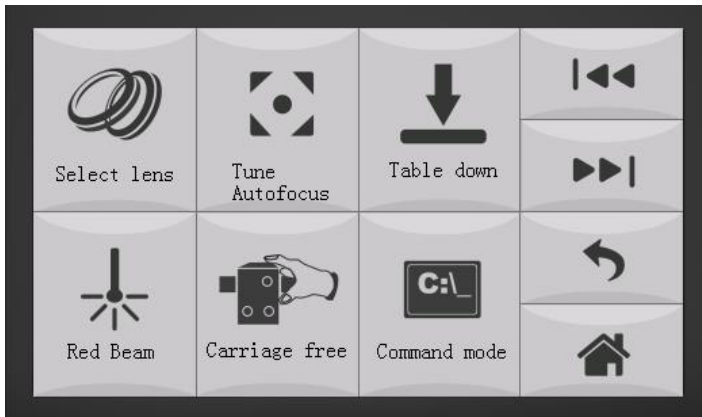 Select lens
Tune
Autofocus
Table down
Red Beam
Carriage free
C:\_
Command mode